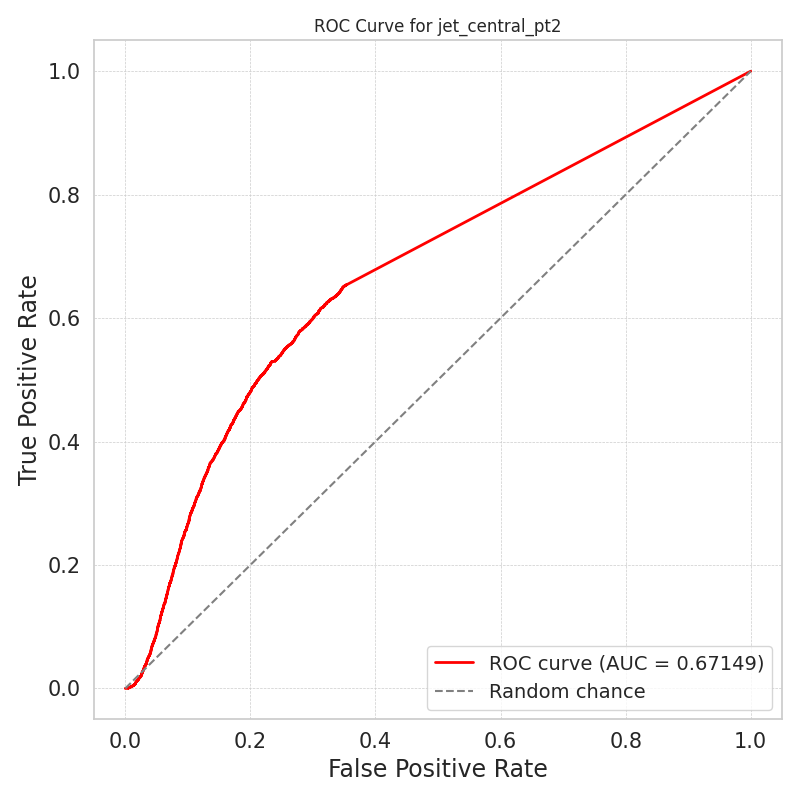 ROC Curve for jet_central_pt2
1.0
0.8
0.6
0.4
0.2
0.0
True Positive Rate
ROC curve (AUC = 0.67149)
Random chance
0.0 0.2 0.4 0.6 0.8 1.0
False Positive Rate